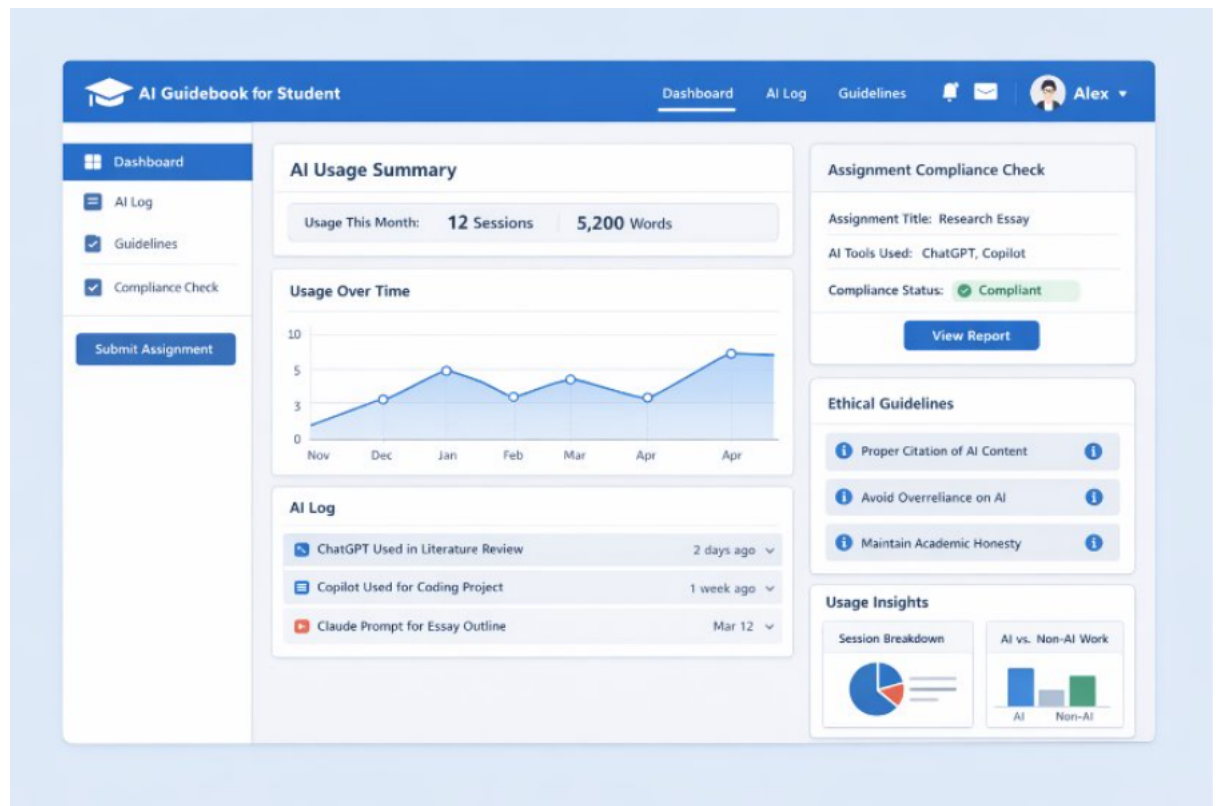 AI Guidebook for Student
Dashboard
AI Log
Guidelines
Alex
Dashboard
AI Log
Guidelines
Compliance Check
Submit Assignment
AI Usage Summary
Usage This Month: 12 Sessions 5,200 Words
Usage Over Time
10
5
3
0
Nov Dec Jan Feb Mar Apr Apr
AI Log
ChatGPT Used in Literature Review 2 days ago
Copilot Used for Coding Project 1 week ago
Claude Prompt for Essay Outline Mar 12
Assignment Compliance Check
Assignment Title: Research Essay
AI Tools Used: ChatGPT, Copilot
Compliance Status: Compliant
View Report
Ethical Guidelines
Proper Citation of AI Content
Avoid Overreliance on AI
Maintain Academic Honesty
Usage Insights
Session Breakdown
AI vs. Non-AI Work
AI Non-AI